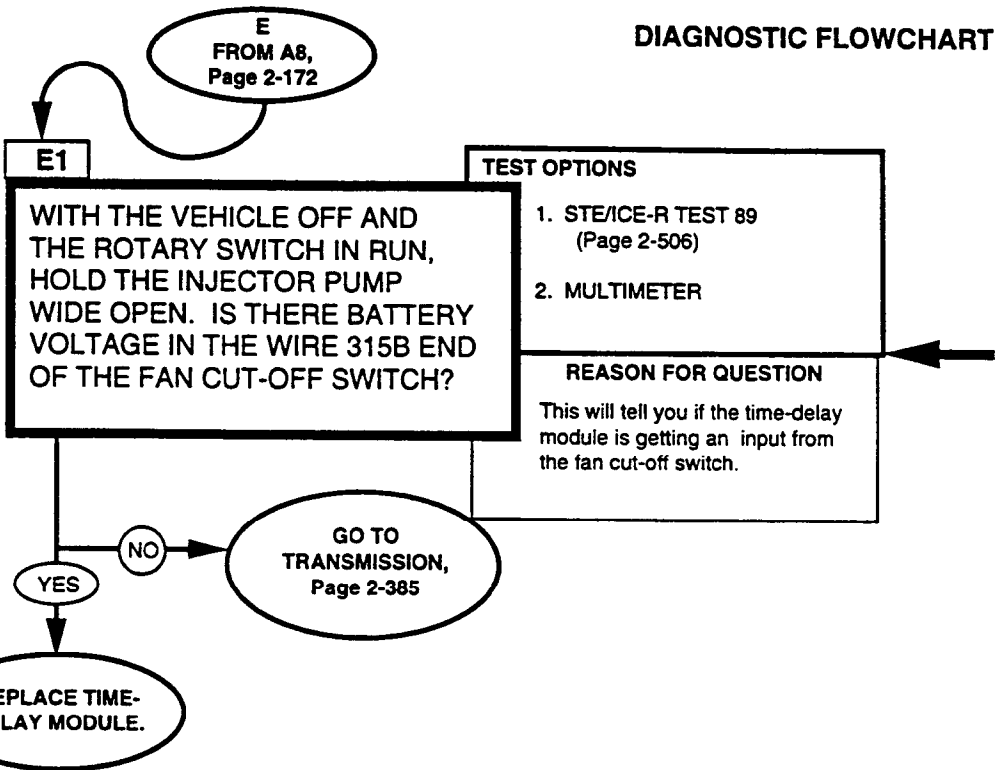 DIAGNOSTIC FLOWCHART
E
FROM A8,
Page 2-172
E1
WITH THE VEHICLE OFF AND
THE ROTARY SWITCH IN RUN,
HOLD THE INJECTOR PUMP
WIDE OPEN. IS THERE BATTERY
VOLTAGE IN THE WIRE 315B END
OF THE FAN CUT-OFF SWITCH?
TEST OPTIONS
1. STE/ICE-R TEST 89
(Page 2-506)
2. MULTIMETER
REASON FOR QUESTION
This will tell you if the time-delay
module is getting an input from
the fan cut-off switch.
NO
GO TO
TRANSMISSION,
Page 2-385
YES
EPLACE TIME-
LAY MODULE.